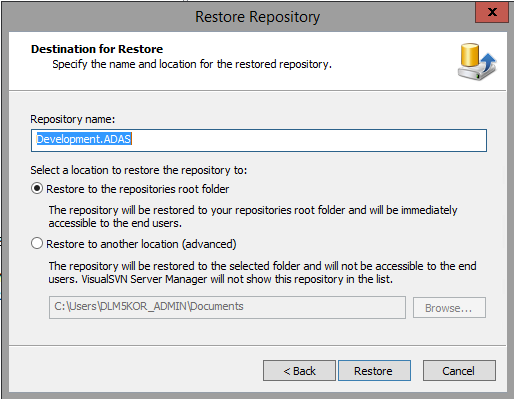 Restore Repository
Destination for Restore
Specify the name and location for the restored repository.
Repository name:
Development.ADAS
Select a location to restore the repository to:
Restore to the repositories root folder
The repository will be restored to your repositories root folder and will be immediately
accessible to the end users.
Restore to another location (advanced)
The repository will be restored to the selected folder and will not be accessible to the end
users. VisualSVN Server Manager will not show this repository in the list.
C:\Users\DLM5KOR_ADMIN\Documents
Browse...
< Back
Restore
Cancel